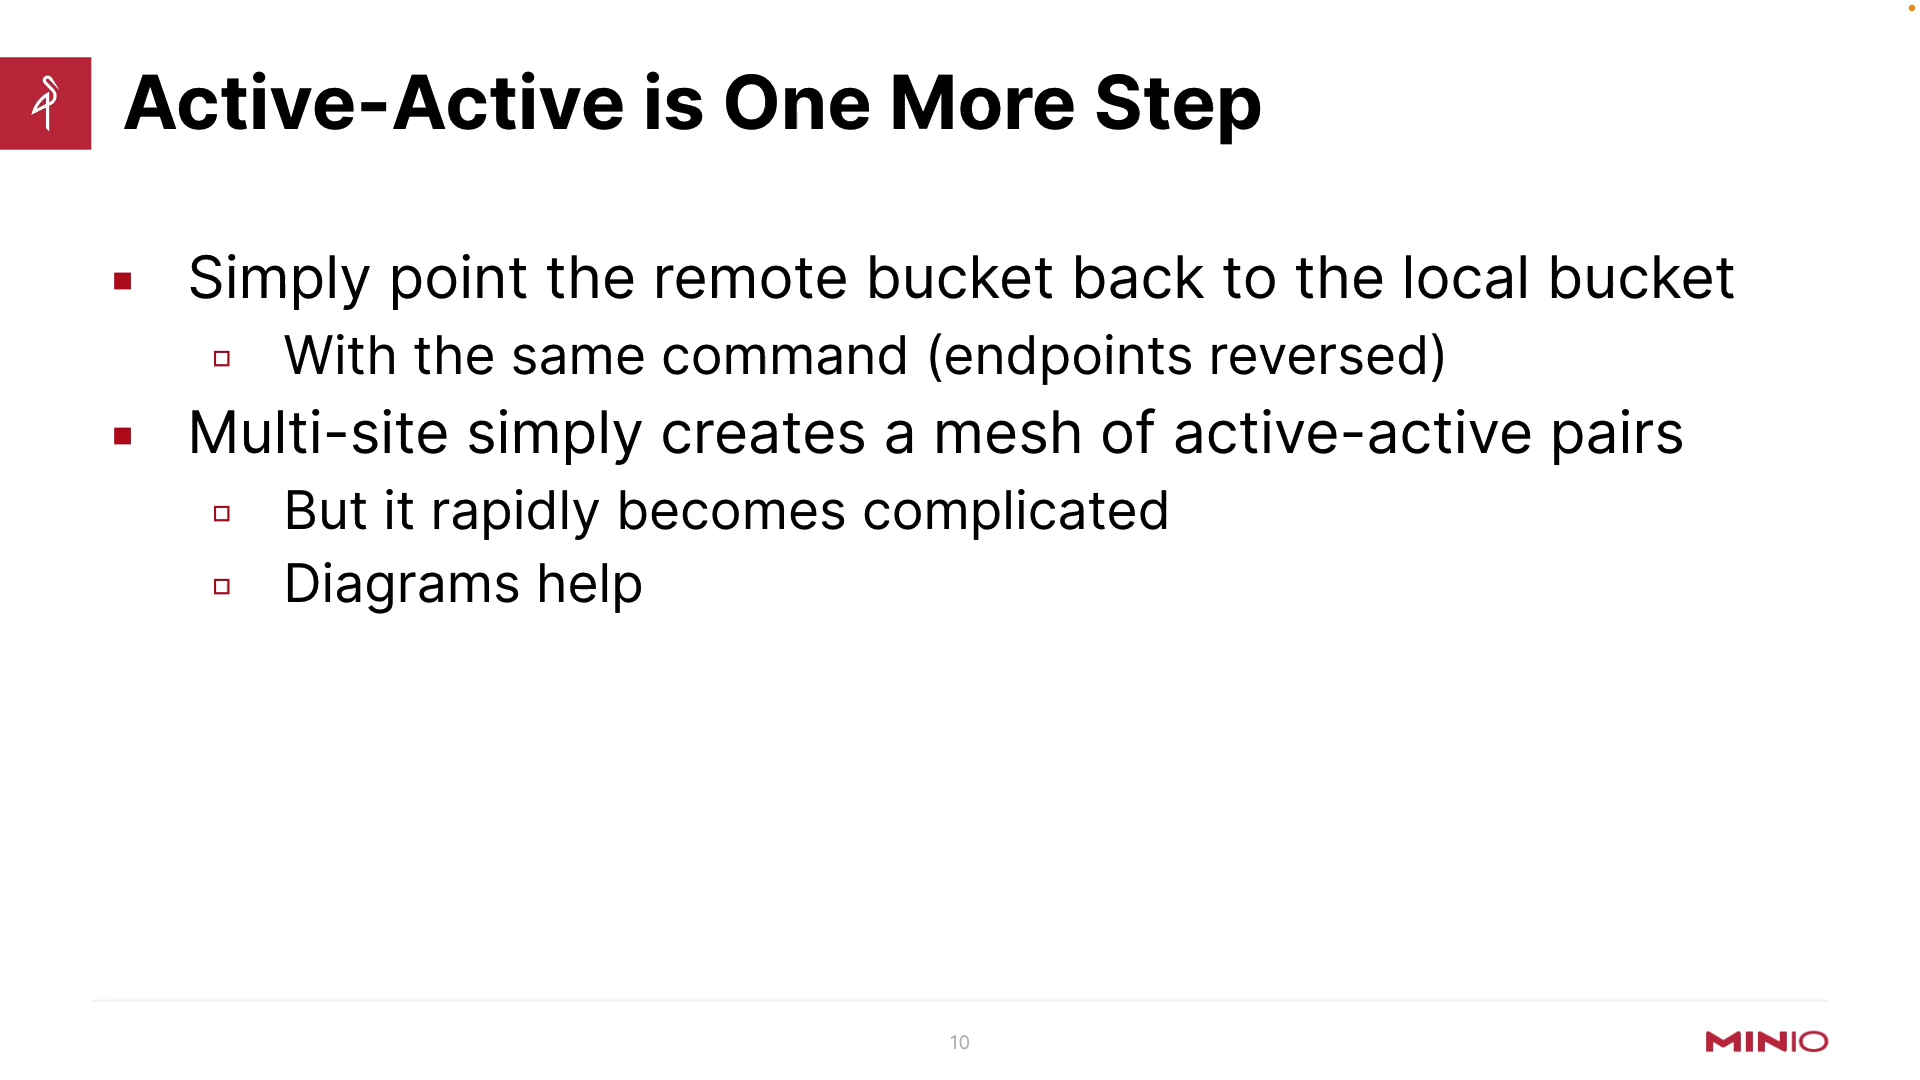 Active-Active is One More Step
Simply point the remote bucket back to the local bucket
With the same command (endpoints reversed)
Multi-site simply creates a mesh of active-active pairs
But it rapidly becomes complicated
Diagrams help
10
MINIO